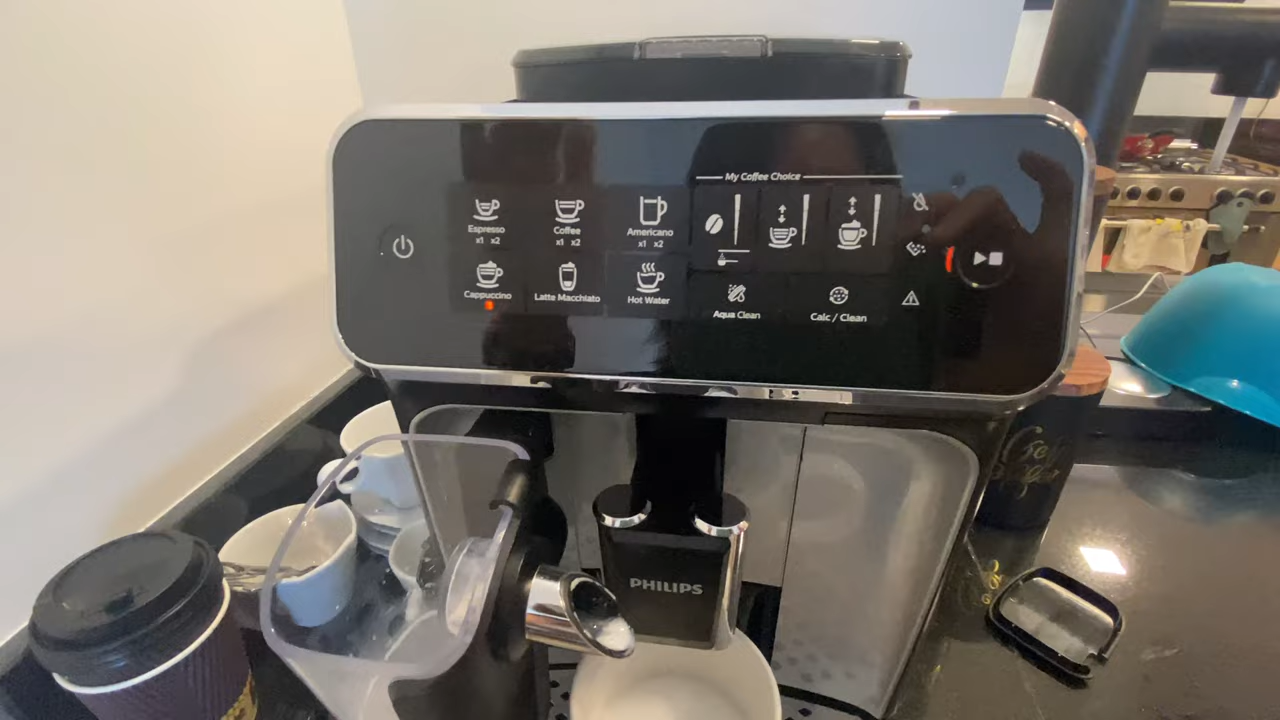 My Coffee Choice
Espresso
x1 x2
Coffee
x1 x2
Americano
x1 x2
Cappuccino
Latte Macchiato
Hot Water
Aqua Clean
Calc / Clean
PHILIPS